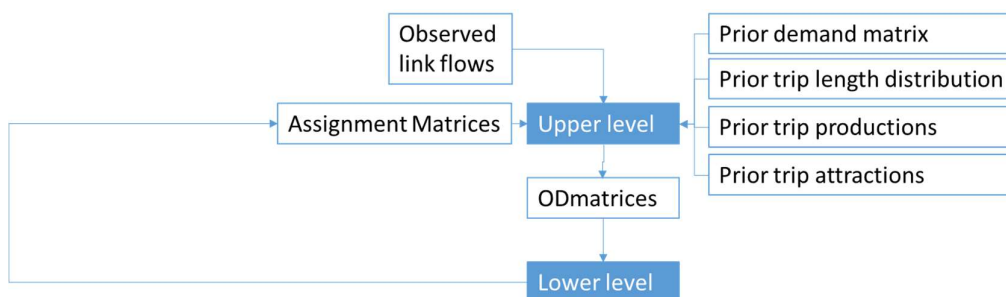 Observed
link flows
Prior demand matrix
Prior trip length distribution
Assignment Matrices
Upper level
Prior trip productions
Prior trip attractions
ODmatrices
Lower level